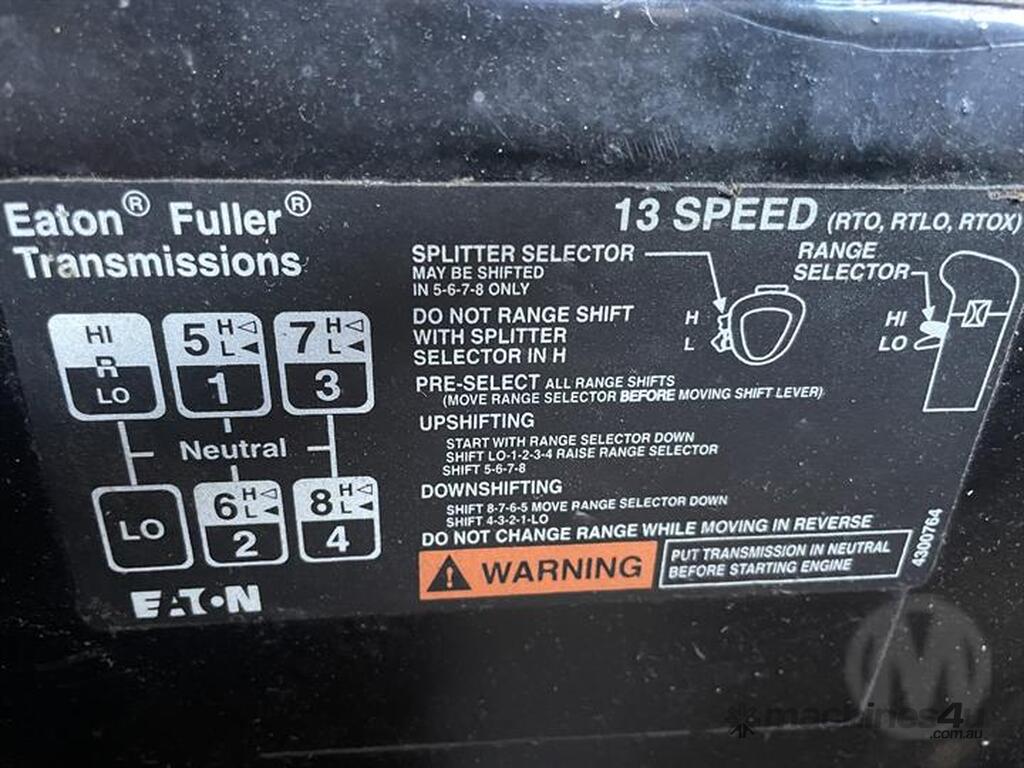 Eaton® Fuller®
Transmissions
13 SPEED (RTO, RTLO, RTOX)
SPLITTER SELECTOR
MAY BE SHIFTED
IN 5-6-7-8 ONLY
RANGE
SELECTOR
H
L
HI
LO
DO NOT RANGE SHIFT
WITH SPLITTER
SELECTOR IN H
PRE-SELECT ALL RANGE SHIFTS
(MOVE RANGE SELECTOR BEFORE MOVING SHIFT LEVER)
UPSHIFTING
START WITH RANGE SELECTOR DOWN
SHIFT LO-1-2-3-4 RAISE RANGE SELECTOR
SHIFT 5-6-7-8
DOWNSHIFTING
SHIFT 8-7-6-5 MOVE RANGE SELECTOR DOWN
SHIFT 4-3-2-1-LO
DO NOT CHANGE RANGE WHILE MOVING IN REVERSE
WARNING
PUT TRANSMISSION IN NEUTRAL
BEFORE STARTING ENGINE
4300764
HI
R
LO
5 H L
1
7 H L
3
Neutral
LO
6 H L
2
8 H L
4
EATON
M
machines4u
.com.au